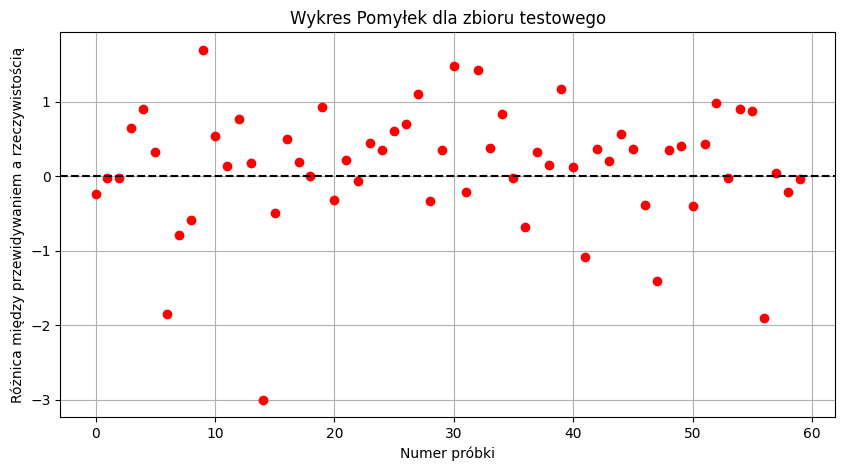 Wykres Pomyłek dla zbioru testowego
Różnica między przewidywaniem a rzeczywistością
1
0
−1
−2
−3
0 10 20 30 40 50 60
Numer próbki